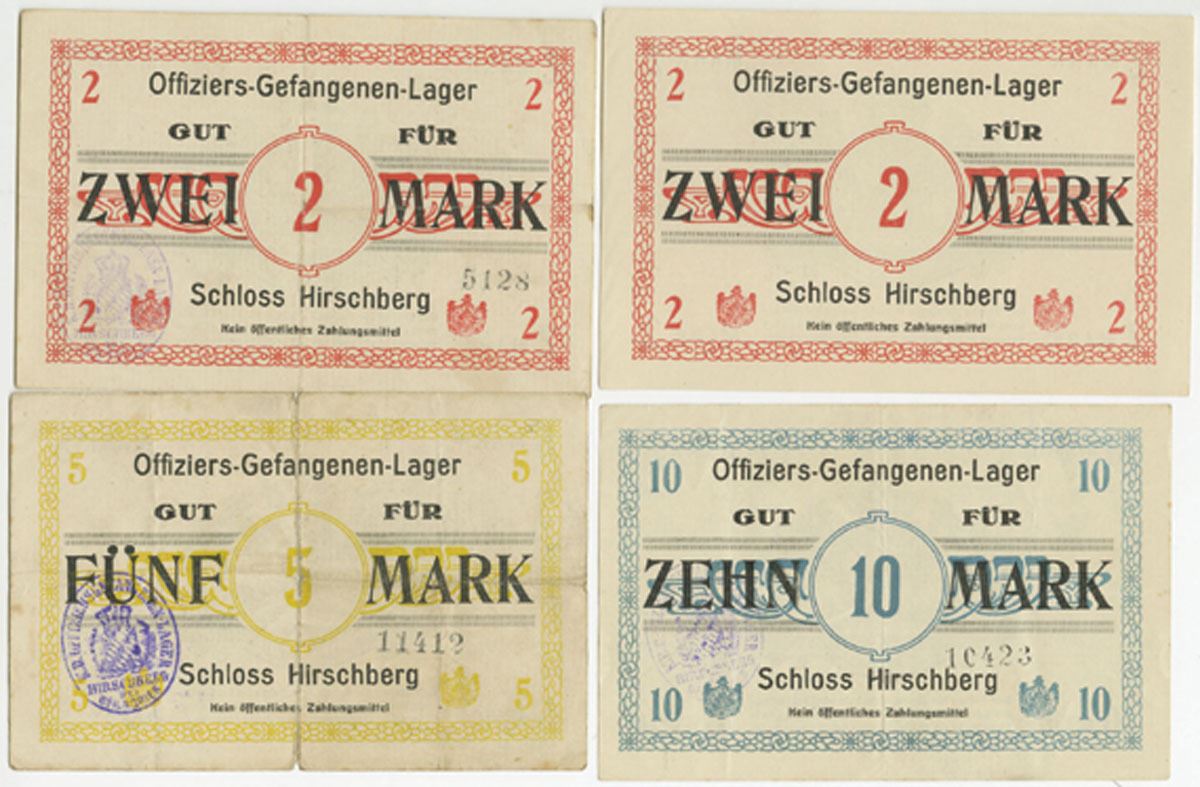 2 Offiziers-Gefangenen-Lager 2
GUT FÜR
ZWEI 2 MARK
5128
Schloss Hirschberg
2 2
Kein öffentliches Zahlungsmittel
2 Offiziers-Gefangenen-Lager 2
GUT FÜR
ZWEI 2 MARK
Schloss Hirschberg
2 2
Kein öffentliches Zahlungsmittel
5 Offiziers-Gefangenen-Lager 5
GUT FÜR
FÜNF 5 MARK
11412
Schloss Hirschberg
HIRSCHBERG
5 5
Kein öffentliches Zahlungsmittel
10 Offiziers-Gefangenen-Lager 10
GUT FÜR
ZEHN 10 MARK
10423
Schloss Hirschberg
10 10
Kein öffentliches Zahlungsmittel